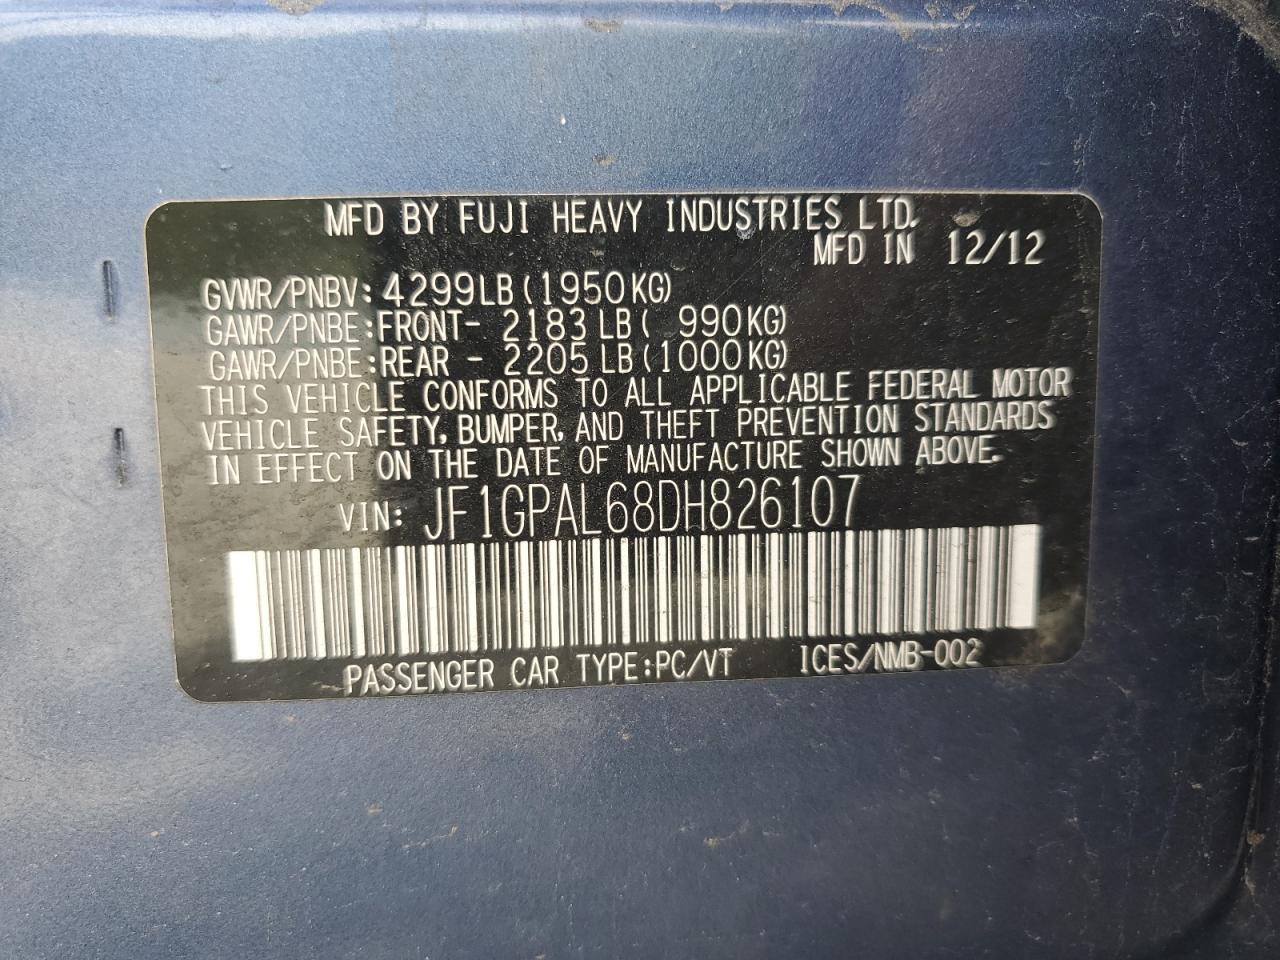 MFD BY FUJI HEAVY INDUSTRIES LTD.
MFD IN 12/12
GVWR/PNBV: 4299LB (1950KG)
GAWR/PNBE:FRONT- 2183 LB ( 990KG)
GAWR/PNBE:REAR - 2205 LB (1000KG)
THIS VEHICLE CONFORMS TO ALL APPLICABLE FEDERAL MOTOR
VEHICLE SAFETY, BUMPER, AND THEFT PREVENTION STANDARDS
IN EFFECT ON THE DATE OF MANUFACTURE SHOWN ABOVE.
VIN: JF1GPAL68DH826107
PASSENGER CAR TYPE:PC/VT ICES/NMB-002